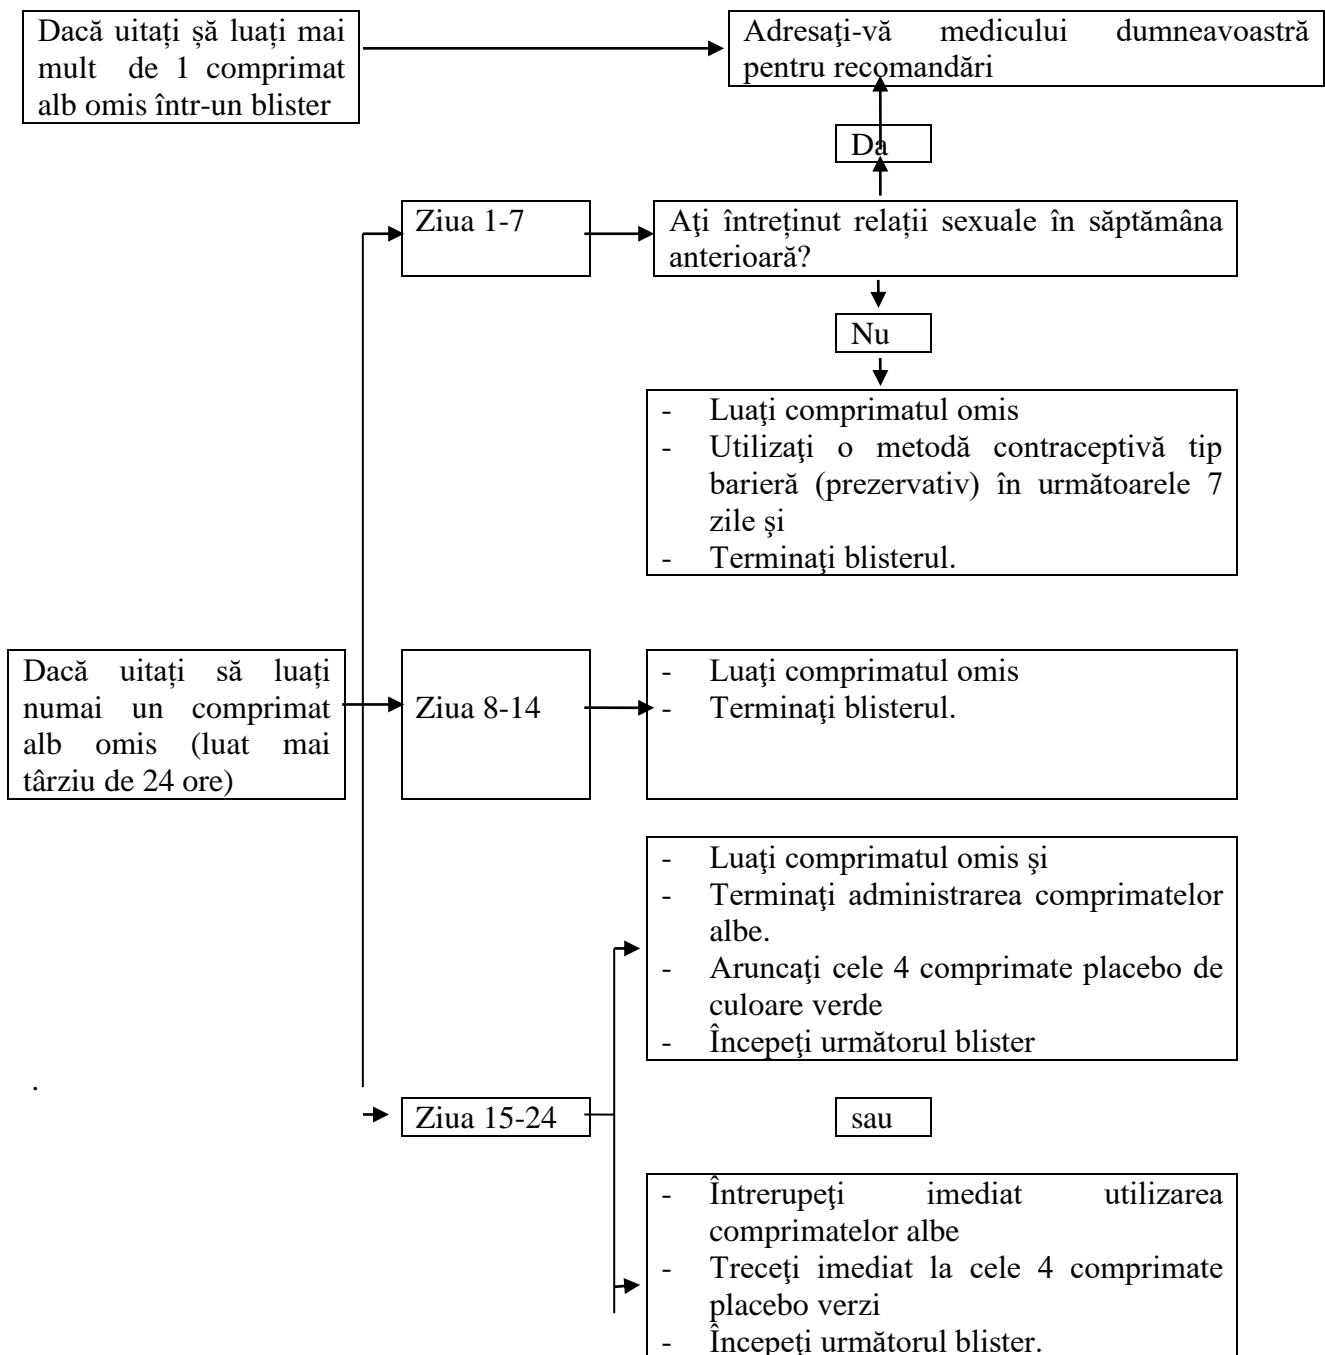 Dacă uitați șă luați mai
mult de 1 comprimat
alb omis într-un blister
Adresaţi-vă medicului dumneavoastră
pentru recomandări
Da
Ziua 1-7
Aţi întreținut relații sexuale în săptămâna
anterioară?
Nu
- Luaţi comprimatul omis
- Utilizaţi o metodă contraceptivă tip
barieră (prezervativ) în următoarele 7
zile şi
- Terminaţi blisterul.
Dacă uitați să luați
numai un comprimat
alb omis (luat mai
târziu de 24 ore)
Ziua 8-14
- Luaţi comprimatul omis
- Terminaţi blisterul.
- Luaţi comprimatul omis şi
- Terminaţi administrarea comprimatelor
albe.
- Aruncaţi cele 4 comprimate placebo de
culoare verde
- Începeţi următorul blister
.
Ziua 15-24
sau
- Întrerupeţi imediat utilizarea
comprimatelor albe
- Treceţi imediat la cele 4 comprimate
placebo verzi
- Începeţi următorul blister.